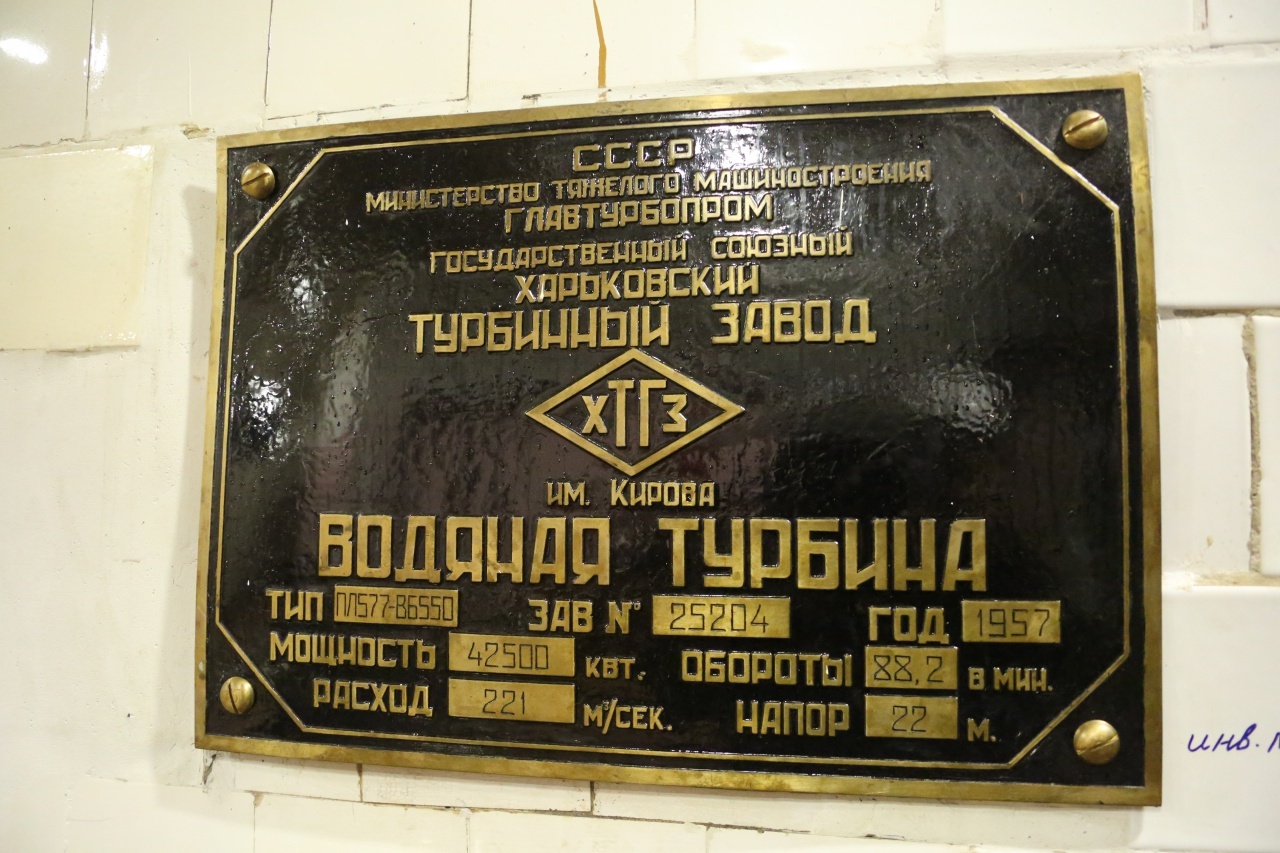 СССР
МИНИСТЕРСТВО ТЯЖЕЛОГО МАШИНОСТРОЕНИЯ
ГЛАВТУРБОПРОМ
ГОСУДАРСТВЕННЫЙ СОЮЗНЫЙ
ХАРЬКОВСКИЙ
ТУРБИННЫЙ ЗАВОД
ХТГЗ
ИМ. КИРОВА
ВОДЯНАЯ ТУРБИНА
ТИП ПЛ577-ВБ550 ЗАВ № 25204 ГОД 1957
МОЩНОСТЬ 42500 КВТ. ОБОРОТЫ 88,2 В МИН.
РАСХОД 221 М³/СЕК. НАПОР 22 М.
инв.